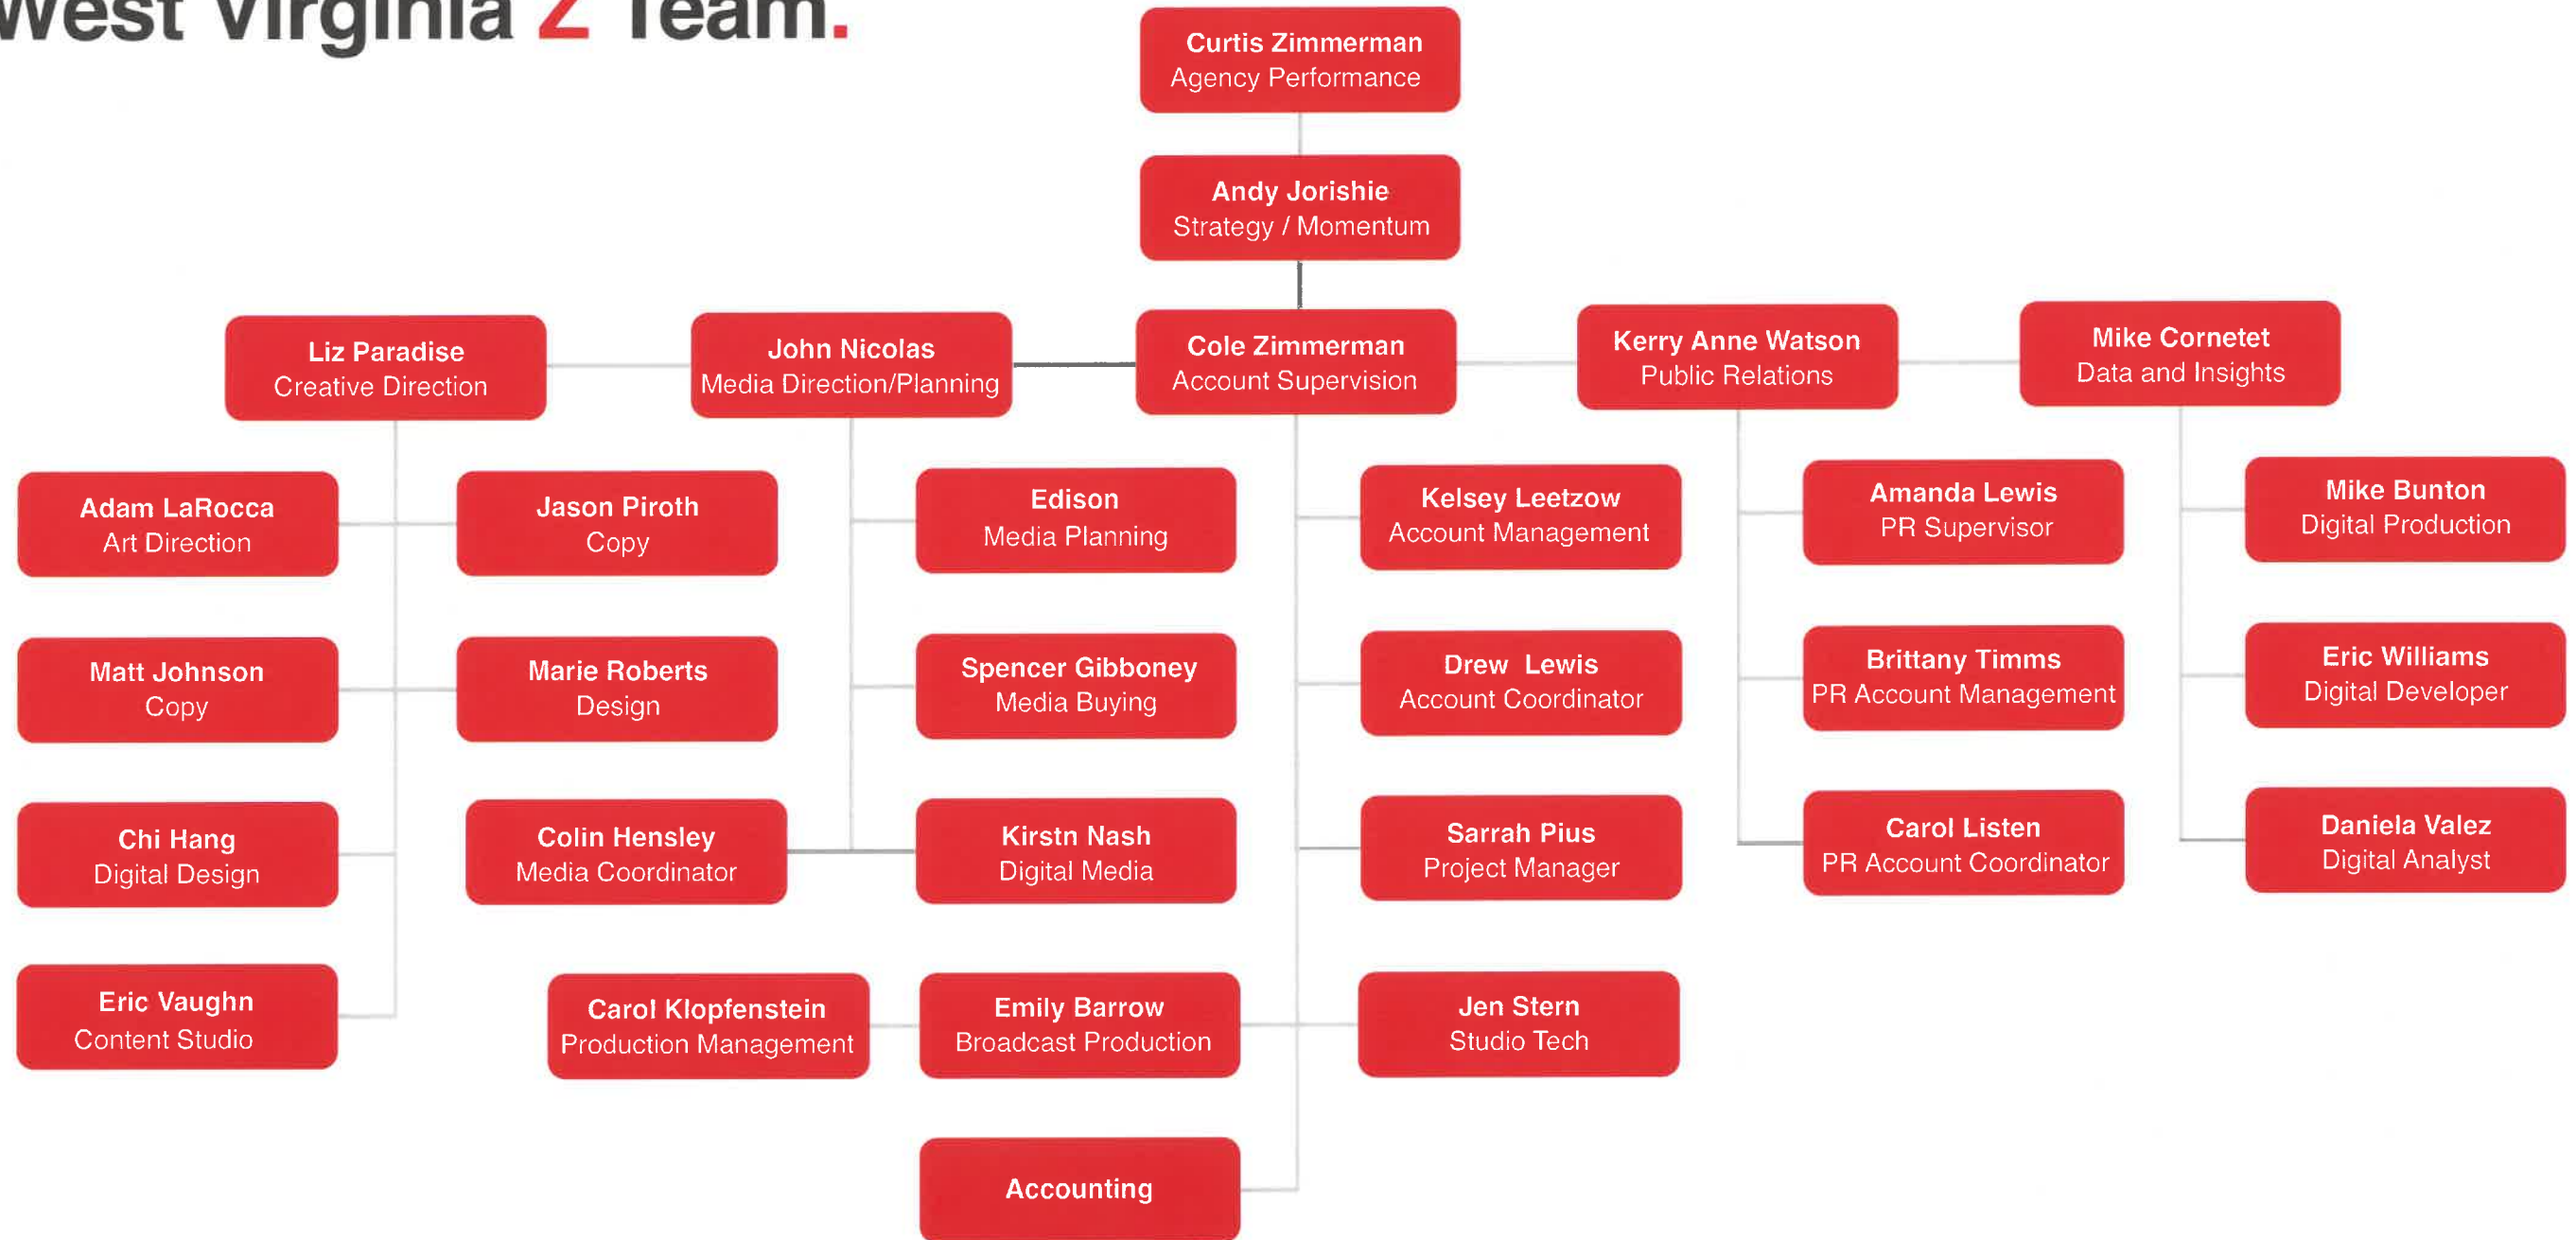 West Virginia Z Team.
Curtis Zimmerman
Agency Performance
Andy Jorishie
Strategy / Momentum
Liz Paradise
Creative Direction
John Nicolas
Media Direction/Planning
Cole Zimmerman
Account Supervision
Kerry Anne Watson
Public Relations
Mike Cornetet
Data and Insights
Adam LaRocca
Art Direction
Jason Piroth
Copy
Edison
Media Planning
Kelsey Leetzow
Account Management
Amanda Lewis
PR Supervisor
Mike Bunton
Digital Production
Matt Johnson
Copy
Marie Roberts
Design
Spencer Gibboney
Media Buying
Drew  Lewis
Account Coordinator
Brittany Timms
PR Account Management
Eric Williams
Digital Developer
Chi Hang
Digital Design
Colin Hensley
Media Coordinator
Kirstn Nash
Digital Media
Sarrah Pius
Project Manager
Carol Listen
PR Account Coordinator
Daniela Valez
Digital Analyst
Eric Vaughn
Content Studio
Carol Klopfenstein
Production Management
Emily Barrow
Broadcast Production
Jen Stern
Studio Tech
Accounting